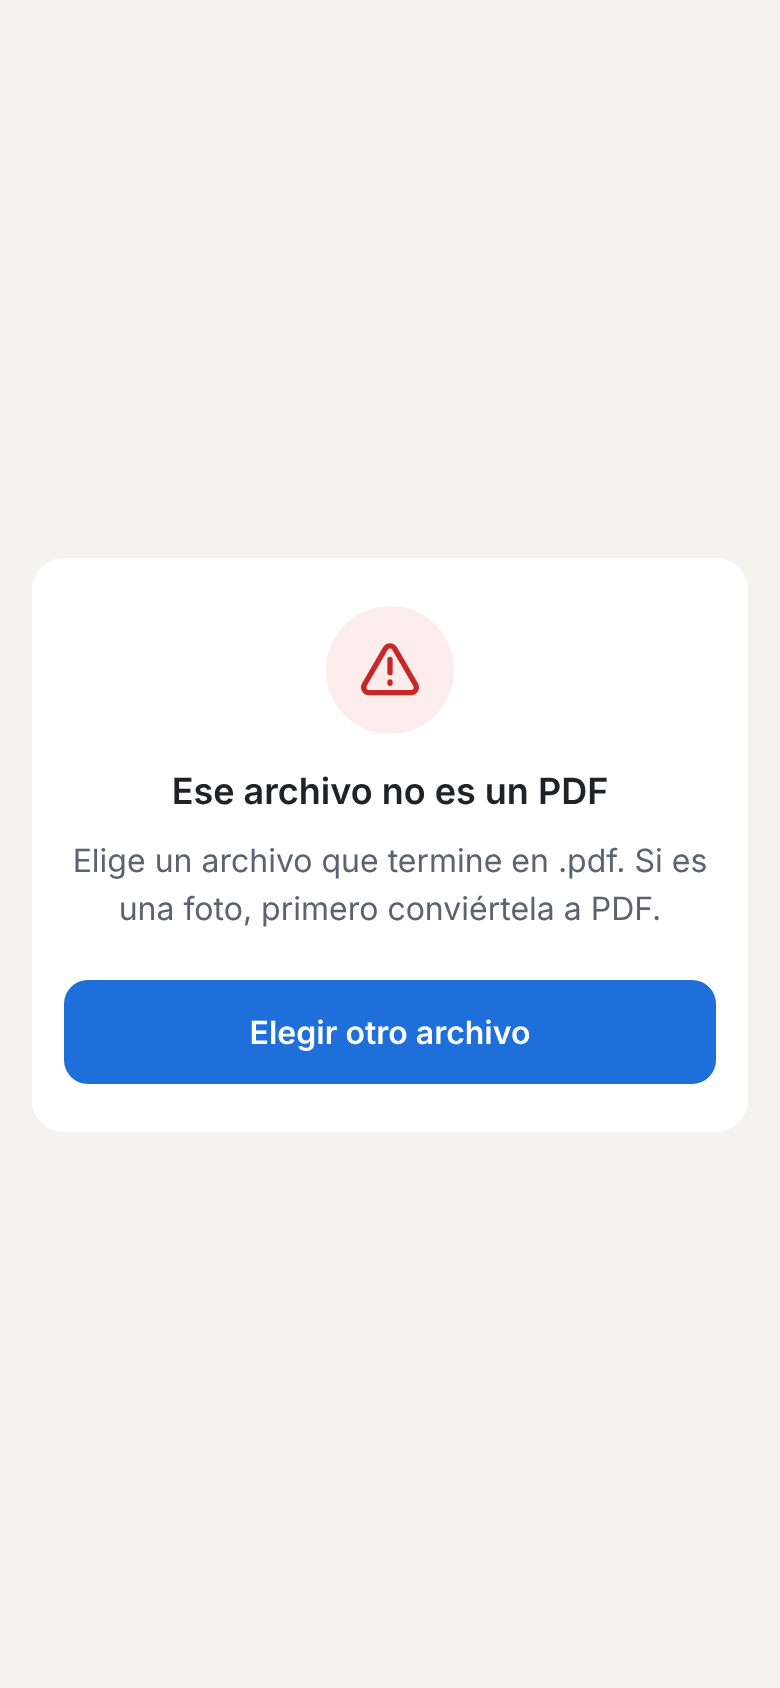 Ese archivo no es un PDF
Elige un archivo que termine en .pdf. Si es
una foto, primero conviértela a PDF.
Elegir otro archivo